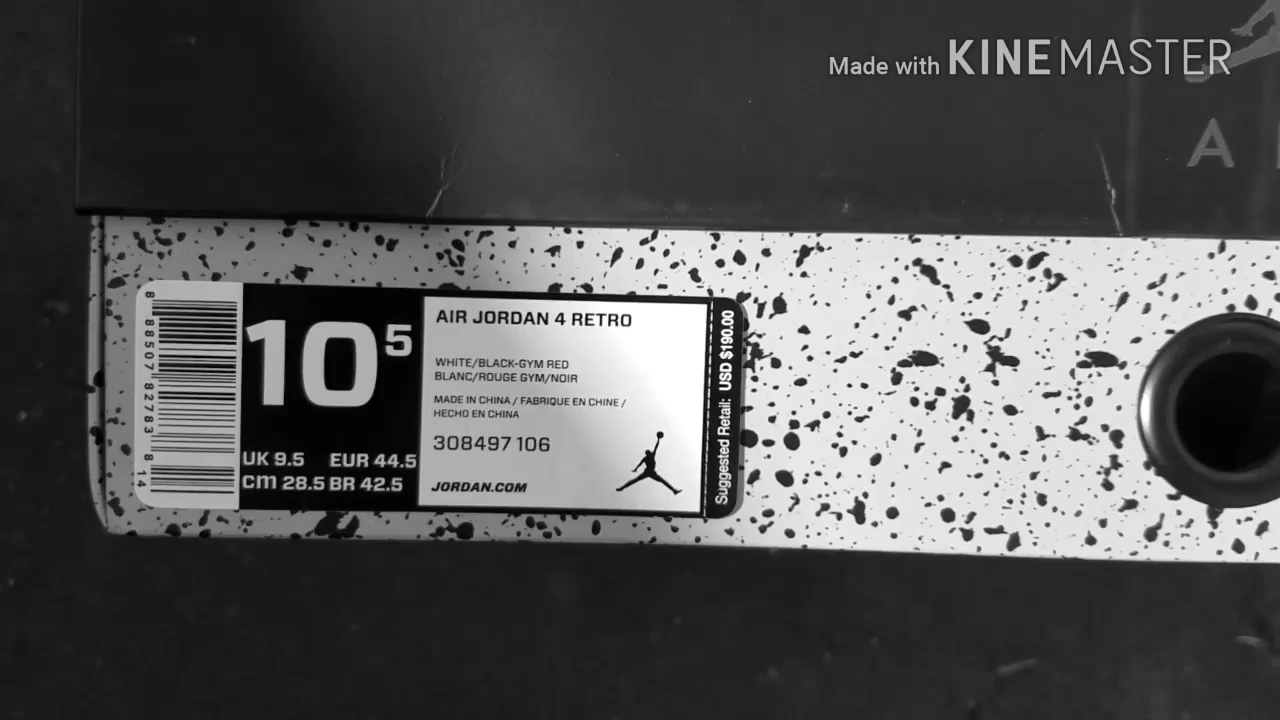 Made with KINEMASTER
A
AIR JORDAN 4 RETRO
10 5
WHITE/BLACK-GYM RED
BLANC/ROUGE GYM/NOIR
MADE IN CHINA / FABRIQUE EN CHINE /
HECHO EN CHINA
308497 106
UK 9.5 EUR 44.5
cm 28.5 BR 42.5
JORDAN.COM
Suggested Retail: USD $190.00
8 88507 82783 8 14